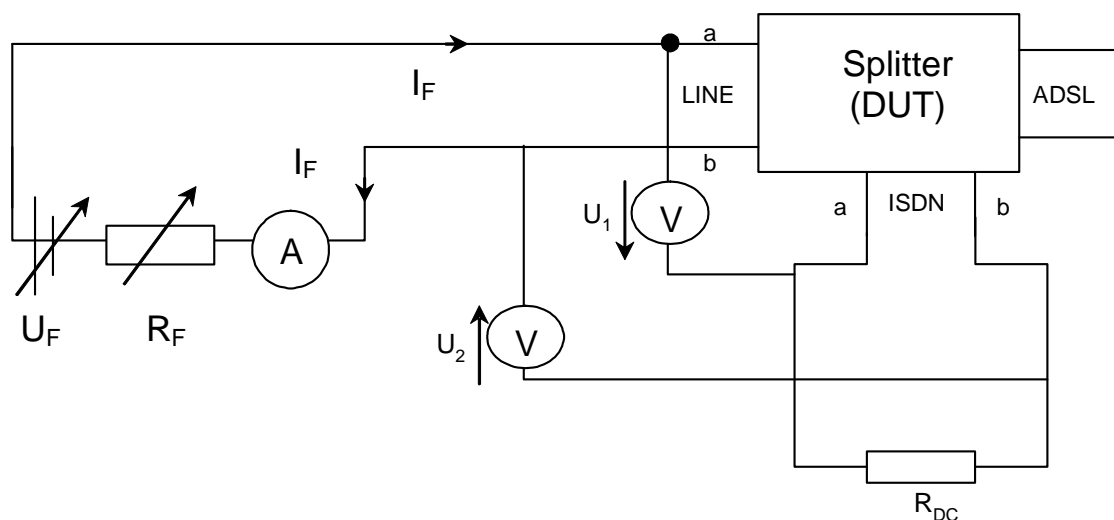 a
Splitter
(DUT)
I_F
LINE
ADSL
I_F
b
a
ISDN
b
U_1
V
A
U_F
R_F
U_2
V
R_DC